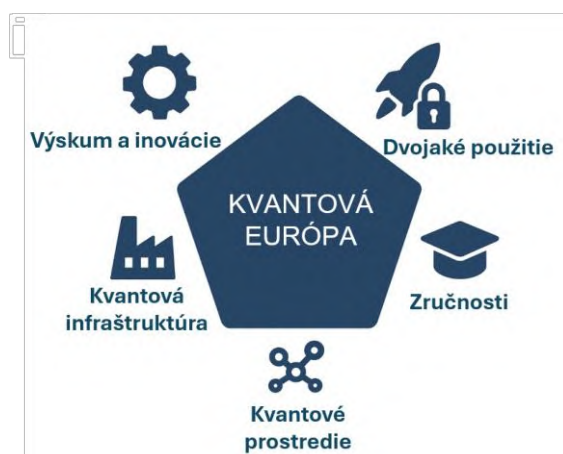 Výskum a inovácie
Dvojaké použitie
KVANTOVÁ
EURÓPA
Kvantová
infraštruktúra
Zručnosti
Kvantové
prostredie